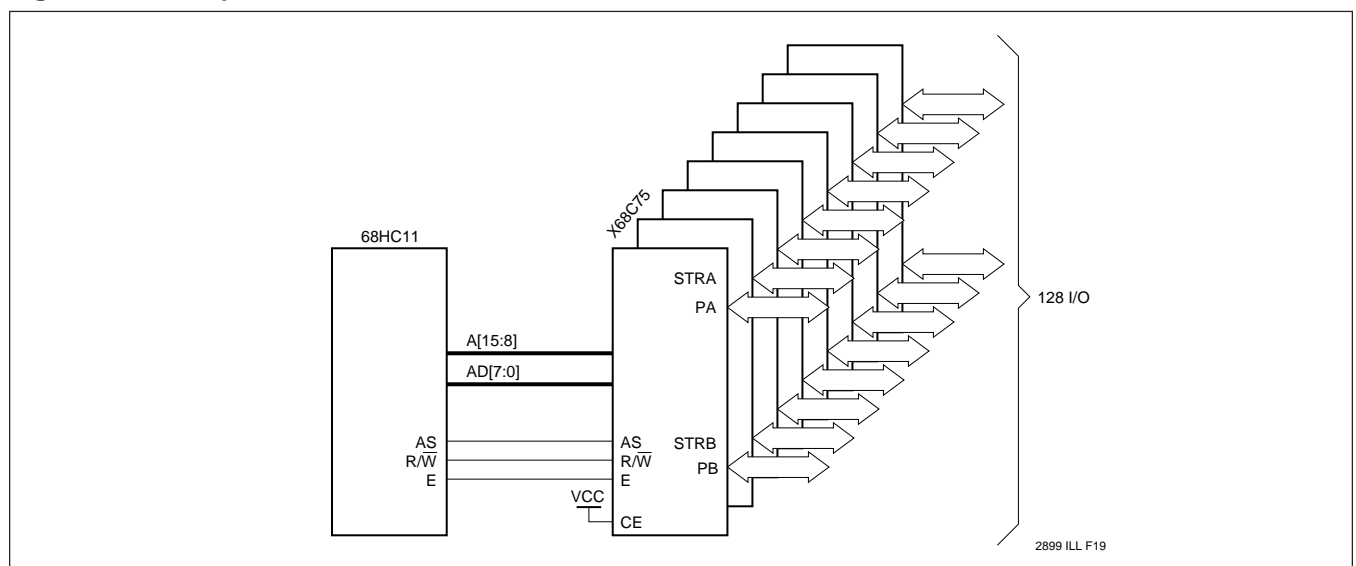 X68C75
68HC11
STRA
PA
128 I/O
A[15:8]
AD[7:0]
AS
R/W̅
E
AS
R/W̅
E
STRB
PB
VCC
CE
2899 ILL F19